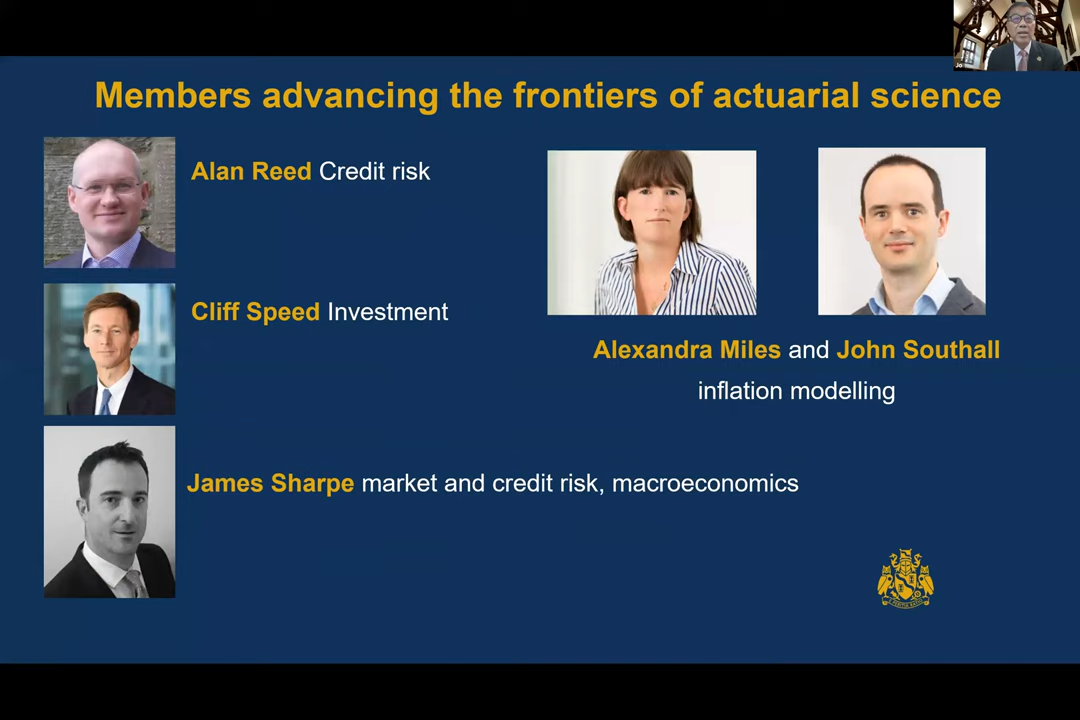 Members advancing the frontiers of actuarial science
Alan Reed Credit risk
Cliff Speed Investment
Alexandra Miles and John Southall
inflation modelling
James Sharpe market and credit risk, macroeconomics